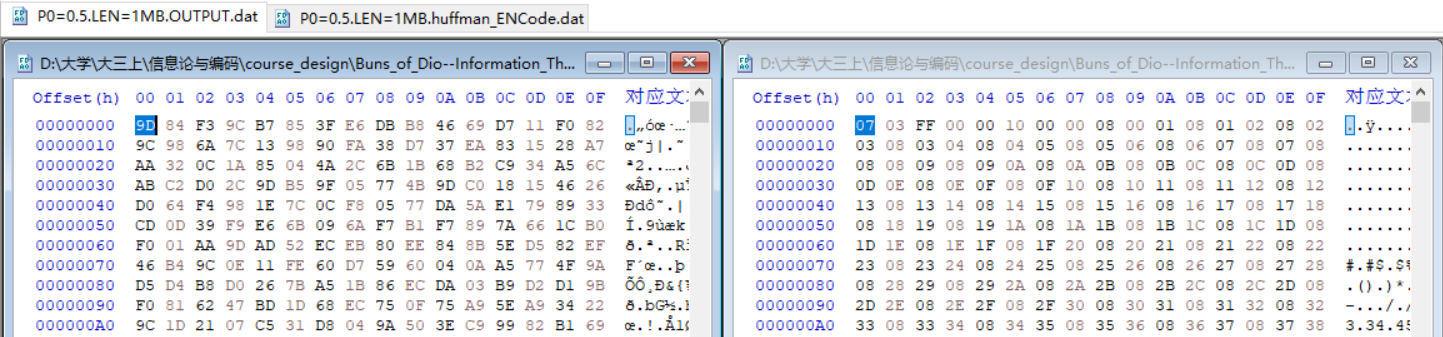 P0=0.5.LEN=1MB.OUTPUT.dat
P0=0.5.LEN=1MB.huffman_ENCode.dat
D:\大学\大三上\信息论与编码\course_design\Buns_of_Dio--Information_Th...
Offset(h) 00 01 02 03 04 05 06 07 08 09 0A 0B 0C 0D 0E 0F 对应文
00000000 9D 84 F3 9C B7 85 3F E6 DB B8 46 69 D7 11 F0 82
00000010 9C 98 6A 7C 13 98 90 FA 38 D7 37 EA 83 15 28 A7
00000020 AA 32 0C 1A 85 04 4A 2C 6B 1B 68 B2 C9 34 A5 6C
00000030 AB C2 D0 2C 9D B5 9F 05 77 4B 9D C0 18 15 46 26
00000040 D0 64 F4 98 1E 7C 0C F8 05 77 DA 5A E1 79 89 33
00000050 CD 0D 39 F9 E6 6B 09 6A F7 B1 F7 89 7A 66 1C B0
00000060 F0 01 AA 9D AD 52 EC EB 80 EE 84 8B 5E D5 82 EF
00000070 46 B4 9C 0E 11 FE 60 D7 59 60 04 0A A5 77 4F 9A
00000080 D5 D4 B8 D0 26 7B A5 1B 86 EC DA 03 B9 D2 D1 9B
00000090 F0 81 62 47 BD 1D 68 EC 75 0F 75 A9 5E A9 34 22
000000A0 9C 1D 21 07 C5 31 D8 04 9A 50 3E C9 99 82 B1 69
D:\大学\大三上\信息论与编码\course_design\Buns_of_Dio--Information_Th...
Offset(h) 00 01 02 03 04 05 06 07 08 09 0A 0B 0C 0D 0E 0F 对应文
00000000 07 03 FF 00 00 10 00 00 08 00 01 08 01 02 08 02 ..ÿ....
00000010 03 08 03 04 08 04 05 08 05 06 08 06 07 08 07 08 .......
00000020 08 08 09 08 09 0A 08 0A 0B 08 0B 0C 08 0C 0D 08 .......
00000030 0D 0E 08 0E 0F 08 0F 10 08 10 11 08 11 12 08 12 .......
00000040 13 08 13 14 08 14 15 08 15 16 08 16 17 08 17 18 .......
00000050 08 18 19 08 19 1A 08 1A 1B 08 1B 1C 08 1C 1D 08 .......
00000060 1D 1E 08 1E 1F 08 1F 20 08 20 21 08 21 22 08 22 .......
00000070 23 08 23 24 08 24 25 08 25 26 08 26 27 08 27 28 #.#$.$
00000080 08 28 29 08 29 2A 08 2A 2B 08 2B 2C 08 2C 2D 08 .().)*.
00000090 2D 2E 08 2E 2F 08 2F 30 08 30 31 08 31 32 08 32 -.../.
000000A0 33 08 33 34 08 34 35 08 35 36 08 36 37 08 37 38 3.34.45